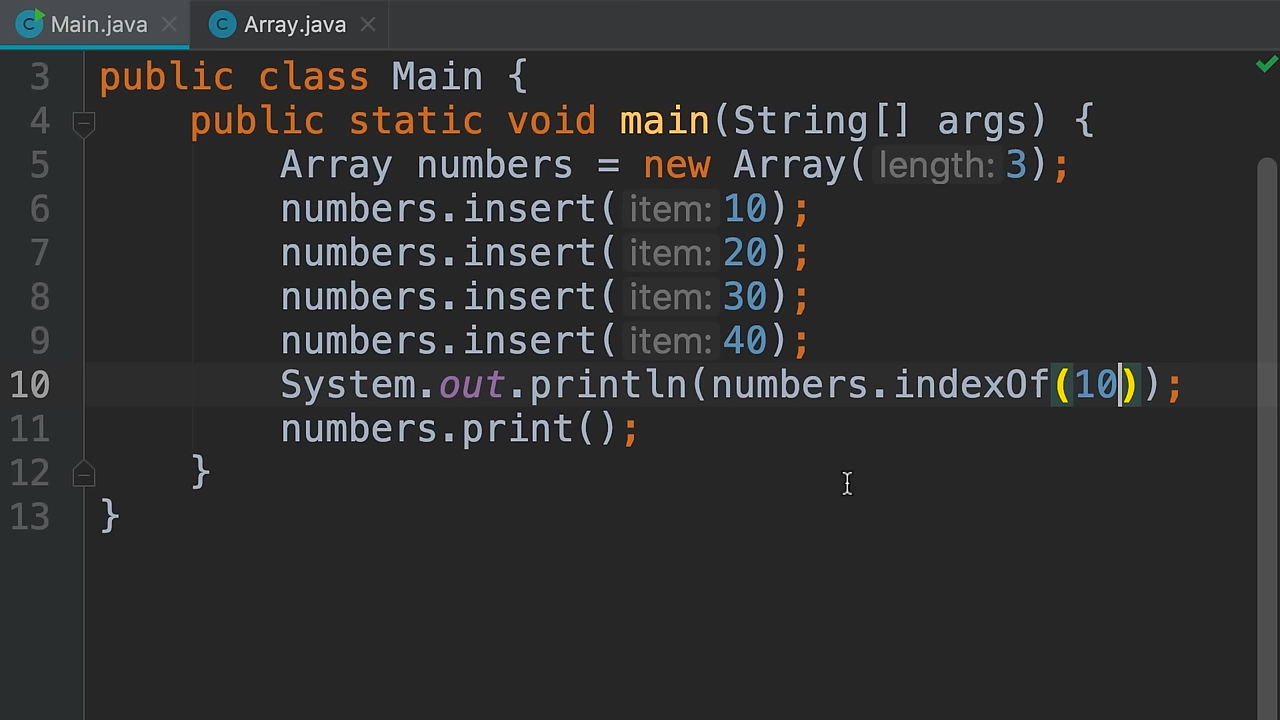 Main.java Array.java
3 public class Main {
4 public static void main(String[] args) {
5 Array numbers = new Array( length: 3);
6 numbers.insert( item: 10);
7 numbers.insert( item: 20);
8 numbers.insert( item: 30);
9 numbers.insert( item: 40);
10 System.out.println(numbers.indexOf(10));
11 numbers.print();
12 }
13 }